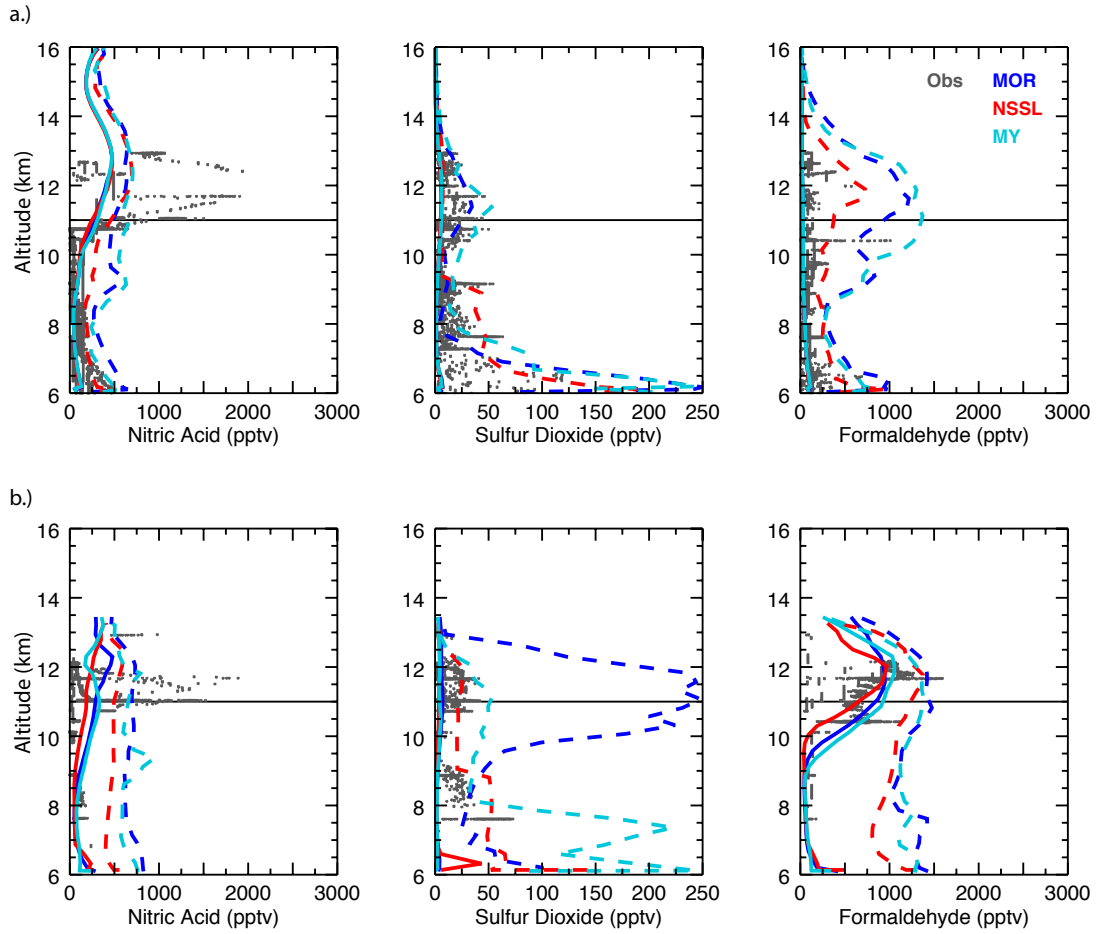 a.)
16
14
12
10
8
6
Altitude (km)
0 1000 2000 3000
Nitric Acid (pptv)
16
14
12
10
8
6
0 50 100 150 200 250
Sulfur Dioxide (pptv)
16
14
12
10
8
6
Obs MOR
NSSL
MY
0 1000 2000 3000
Formaldehyde (pptv)
b.)
16
14
12
10
8
6
Altitude (km)
0 1000 2000 3000
Nitric Acid (pptv)
16
14
12
10
8
6
0 50 100 150 200 250
Sulfur Dioxide (pptv)
16
14
12
10
8
6
0 1000 2000 3000
Formaldehyde (pptv)